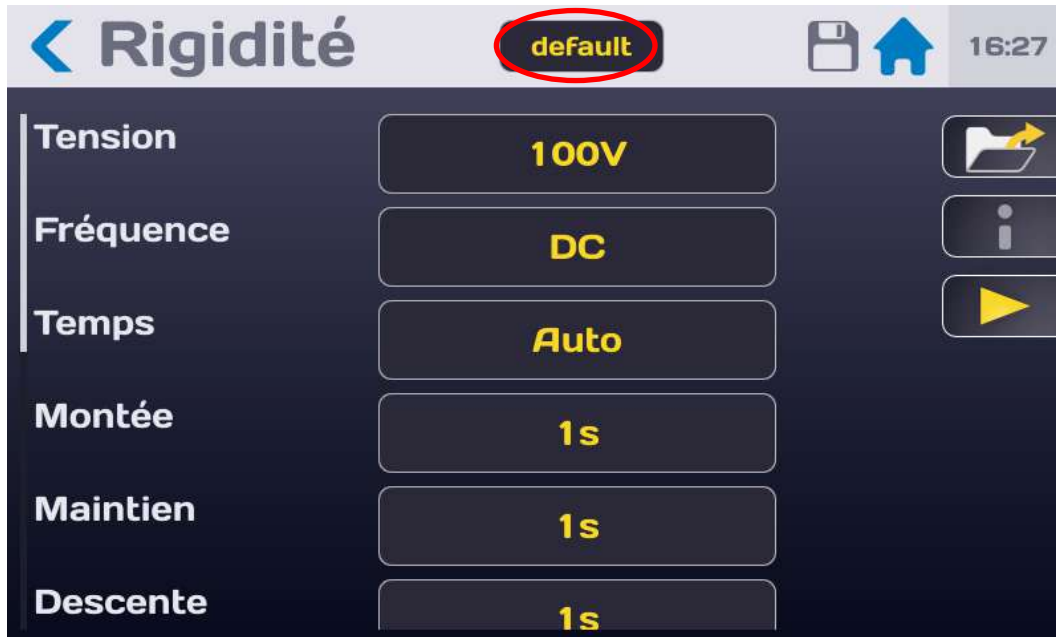 Rigidité
default
16:27
Tension
100V
Fréquence
DC
Temps
Auto
Montée
1s
Maintien
1s
Descente
1s